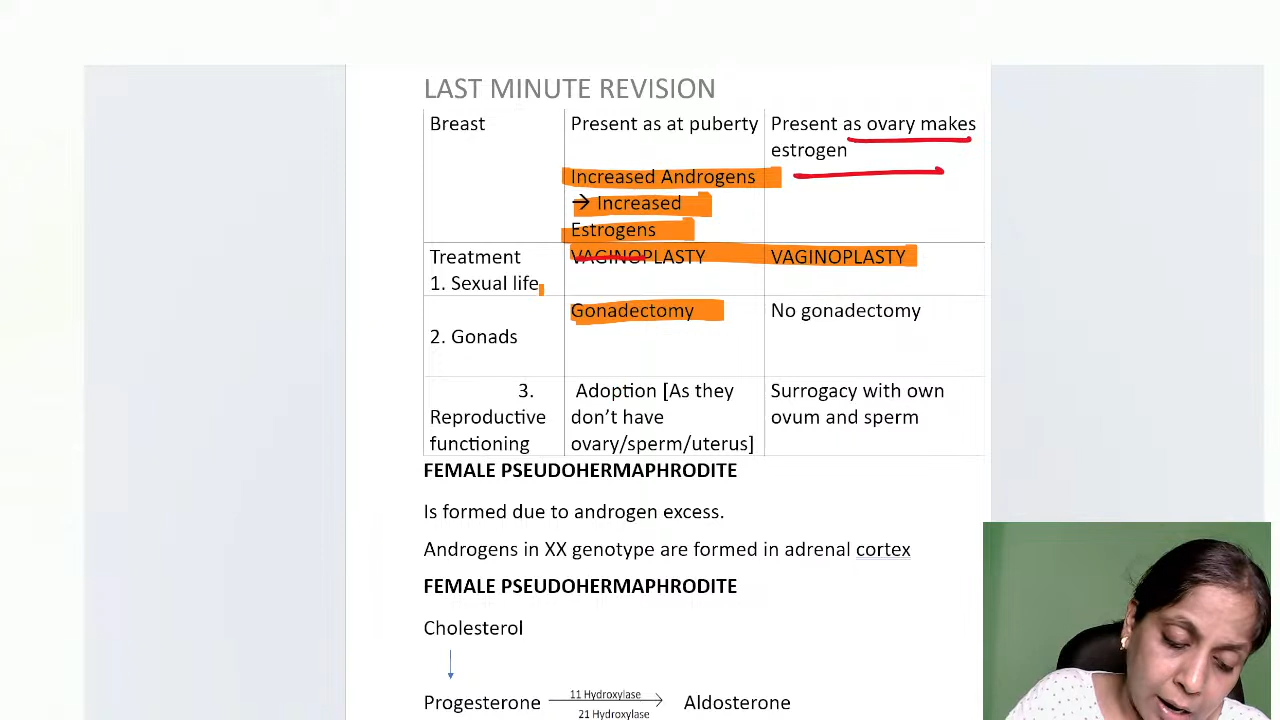 LAST MINUTE REVISION
Breast
Present as at puberty
Increased Androgens
→ Increased
Estrogens
Present as ovary makes
estrogen
Treatment
1. Sexual life
VAGINOPLASTY
VAGINOPLASTY
2. Gonads
Gonadectomy
No gonadectomy
3.
Reproductive
functioning
Adoption [As they
don’t have
ovary/sperm/uterus]
Surrogacy with own
ovum and sperm
FEMALE PSEUDOHERMAPHRODITE
Is formed due to androgen excess.
Androgens in XX genotype are formed in adrenal cortex
FEMALE PSEUDOHERMAPHRODITE
Cholesterol
Progesterone
11 Hydroxylase
21 Hydroxylase
Aldosterone